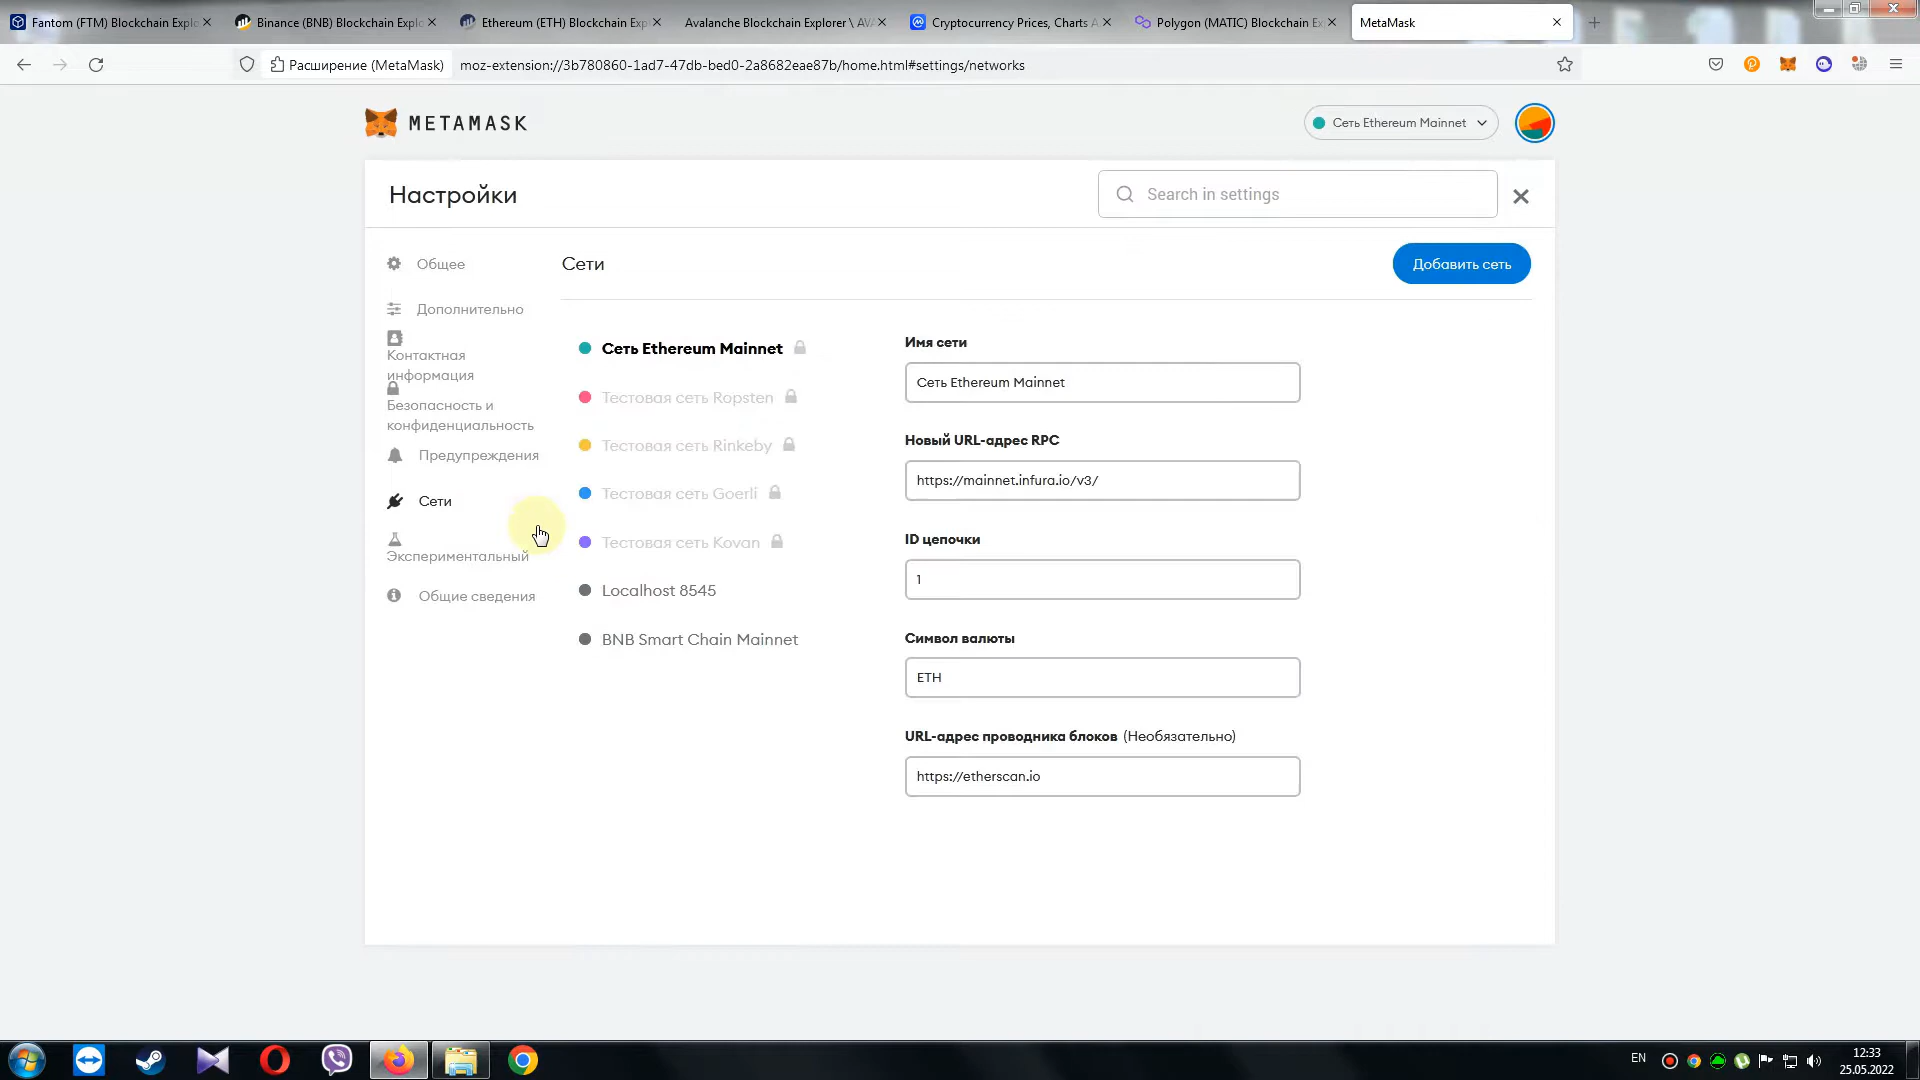 Fantom (FTM) Blockchain Explo
Binance (BNB) Blockchain Explo
Ethereum (ETH) Blockchain Exp
Avalanche Blockchain Explorer \ AVA
Cryptocurrency Prices, Charts A
Polygon (MATIC) Blockchain Ex
MetaMask
Расширение (MetaMask)
moz-extension://3b780860-1ad7-47db-bed0-2a8682eae87b/home.html#settings/networks
METAMASK
Сеть Ethereum Mainnet
Настройки
Search in settings
Общее
Дополнительно
Контактная
информация
Безопасность и
конфиденциальность
Предупреждения
Сети
Экспериментальный
Общие сведения
Сети
Добавить сеть
Сеть Ethereum Mainnet
Тестовая сеть Ropsten
Тестовая сеть Rinkeby
Тестовая сеть Goerli
Тестовая сеть Kovan
Localhost 8545
BNB Smart Chain Mainnet
Имя сети
Сеть Ethereum Mainnet
Новый URL-адрес RPC
https://mainnet.infura.io/v3/
ID цепочки
1
Символ валюты
ETH
URL-адрес проводника блоков (Необязательно)
https://etherscan.io
EN
12:33
25.05.2022